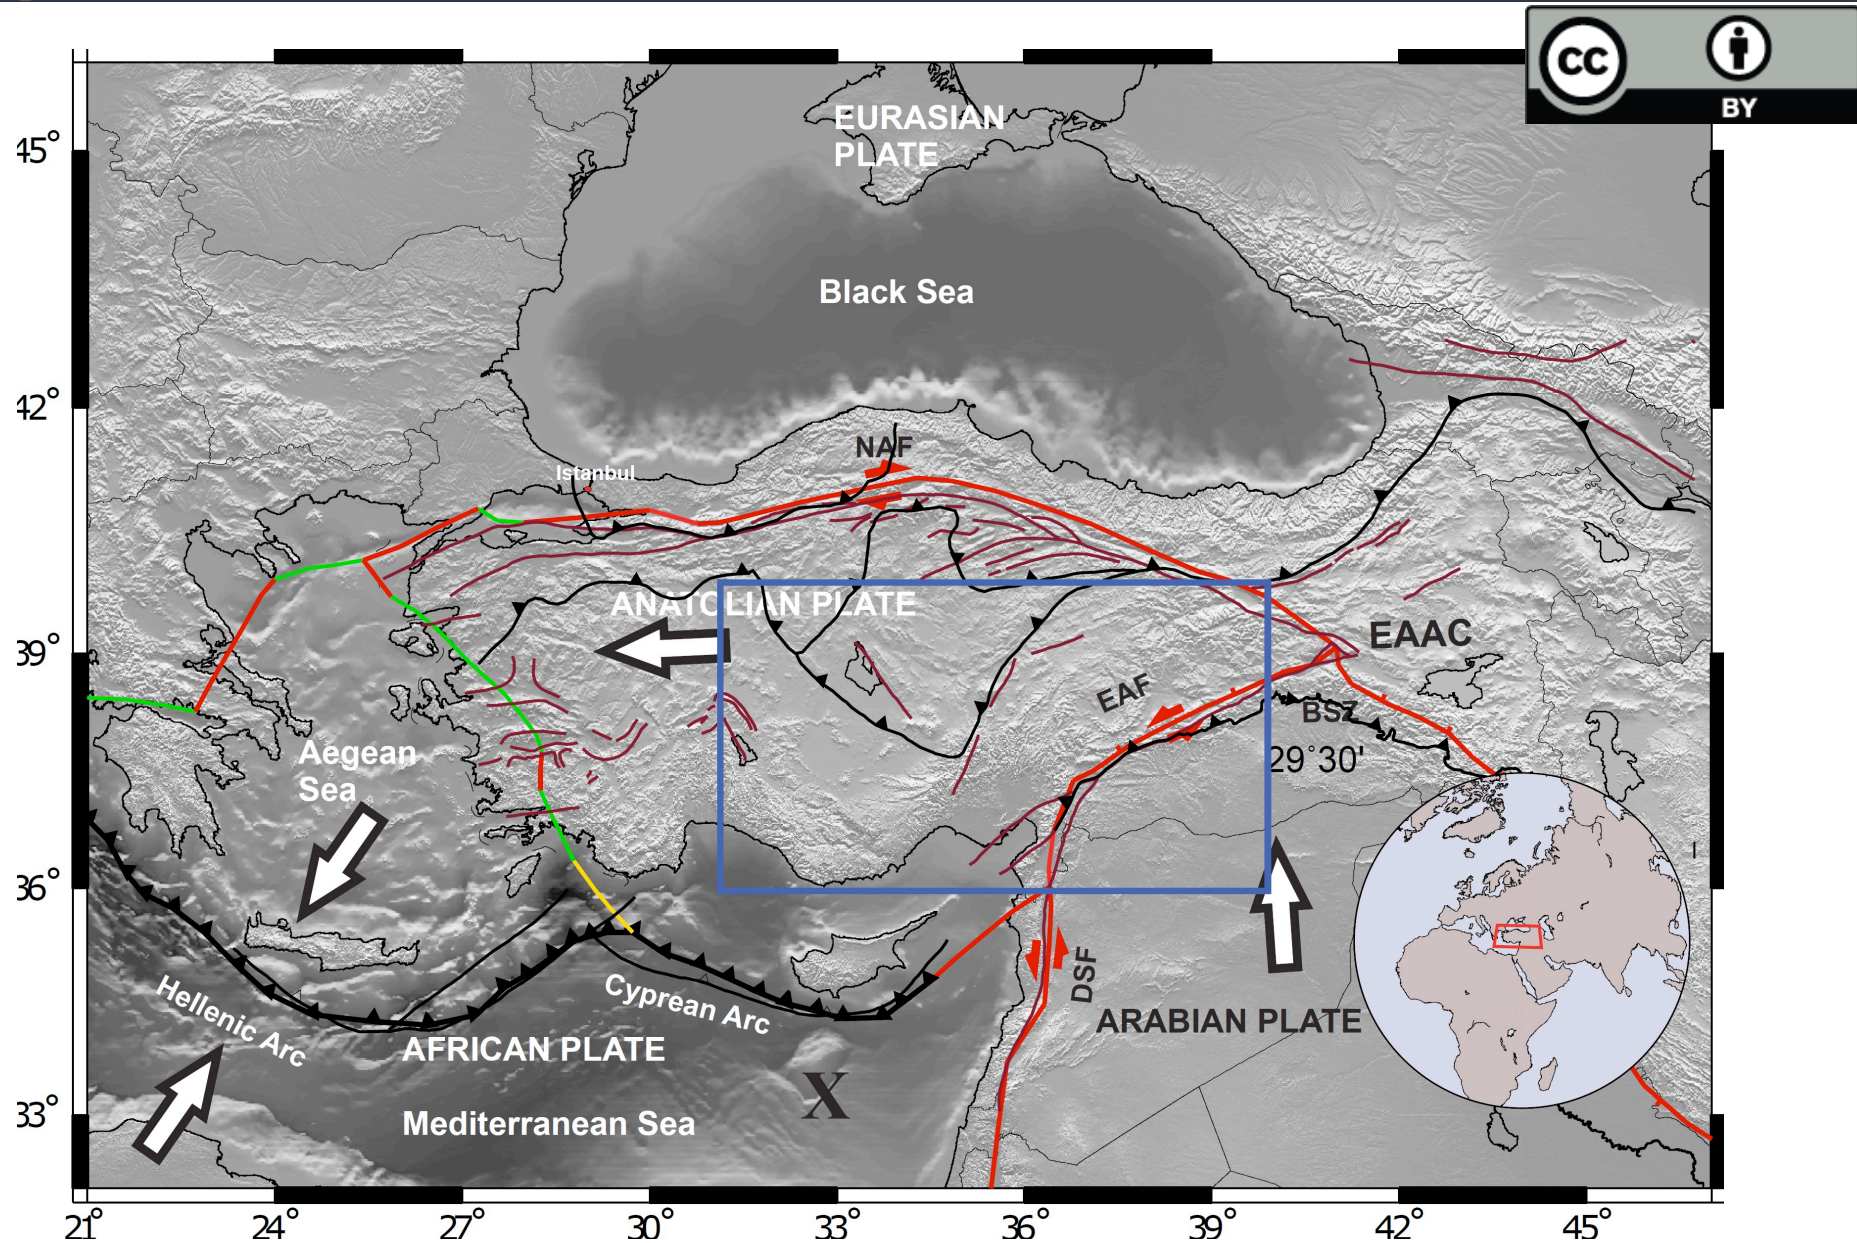 CC
BY
EURASIAN
PLATE
45°
Black Sea
42°
NAF
Istanbul
ANATOLIAN PLATE
39°
EAAC
EAF
BSZ
29°30'
Aegean
Sea
36°
DSF
Hellenic Arc
Cyprean Arc
ARABIAN PLATE
AFRICAN PLATE
X
33°
Mediterranean Sea
21°
24°
27°
30°
33°
36°
39°
42°
45°